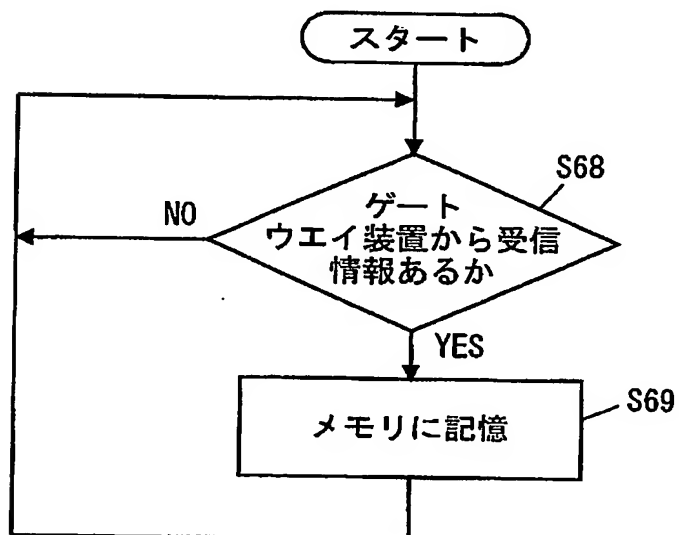 スタート
S68
ゲート
ウエイ装置から受信
情報あるか
NO
YES
メモリに記憶
S69